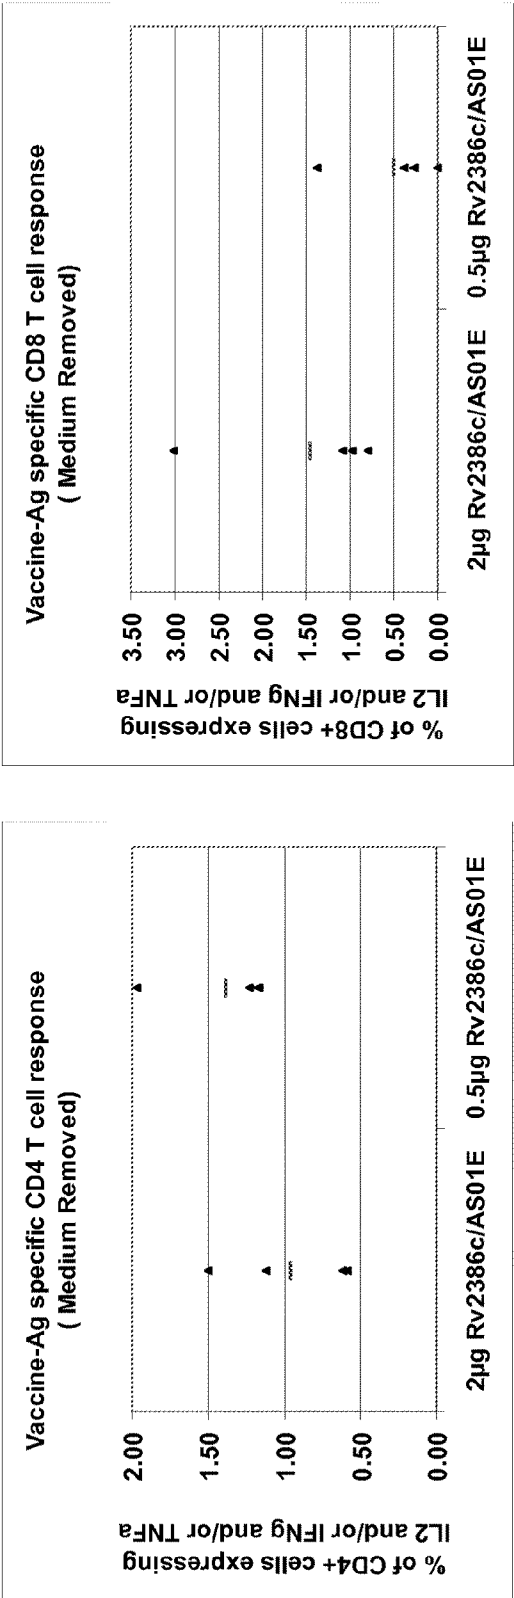 Vaccine-Ag specific CD4 T cell response
( Medium Removed)
% of CD4+ cells expressing
IL2 and/or IFNg and/or TNFa
2.00
1.50
1.00
0.50
0.00
2µg Rv2386c/AS01E
0.5µg Rv2386c/AS01E
Vaccine-Ag specific CD8 T cell response
( Medium Removed)
% of CD8+ cells expressing
IL2 and/or IFNg and/or TNFa
3.50
3.00
2.50
2.00
1.50
1.00
0.50
0.00
2µg Rv2386c/AS01E
0.5µg Rv2386c/AS01E